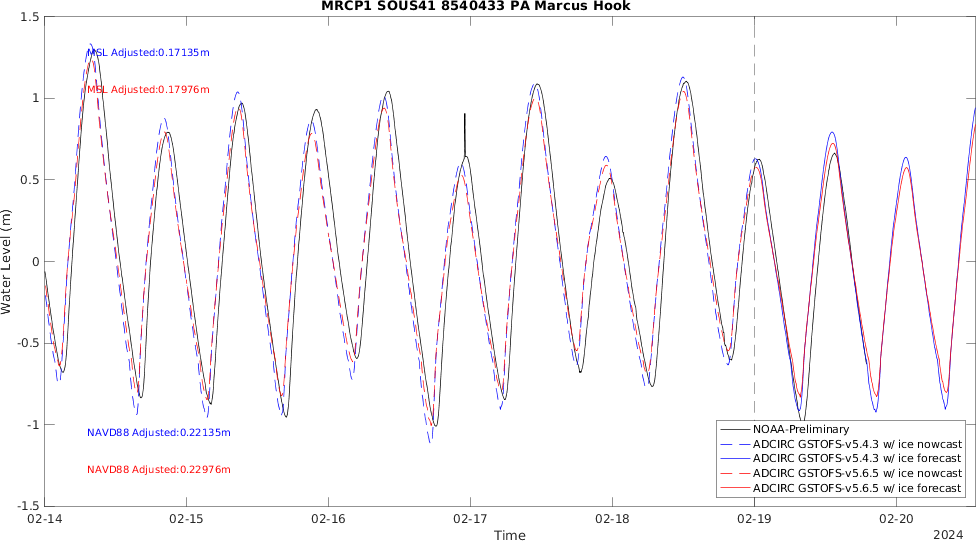 MRCP1 SOUS41 8540433 PA Marcus Hook
1.5
MSL Adjusted:0.17135m
MSL Adjusted:0.17976m
1
0.5
Water Level (m)
0
-0.5
-1
NAVD88 Adjusted:0.22135m
NAVD88 Adjusted:0.22976m
NOAA-Preliminary
ADCIRC GSTOFS-v5.4.3 w/ ice nowcast
ADCIRC GSTOFS-v5.4.3 w/ ice forecast
ADCIRC GSTOFS-v5.6.5 w/ ice nowcast
ADCIRC GSTOFS-v5.6.5 w/ ice forecast
-1.5
02-14 02-15 02-16 02-17 02-18 02-19 02-20
Time
2024